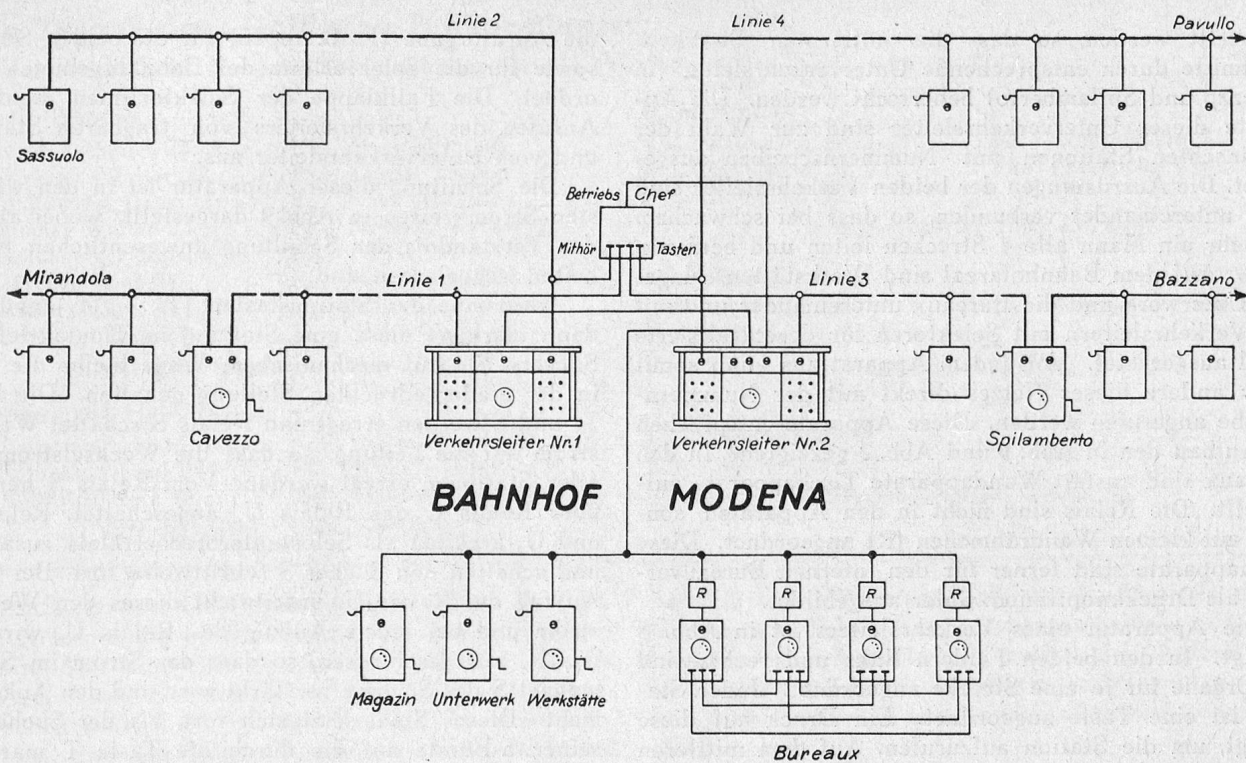 Linie 2
Linie 4
Pavullo
Sassuolo
Betriebs Chef
Mithör Tasten
Mirandola
Linie 1
Linie 3
Bazzano
Cavezzo
Verkehrsleiter Nr.1
Verkehrsleiter Nr.2
Spilamberto
BAHNHOF MODENA
R R R R
Magazin Unterwerk Werkstätte
Bureaux